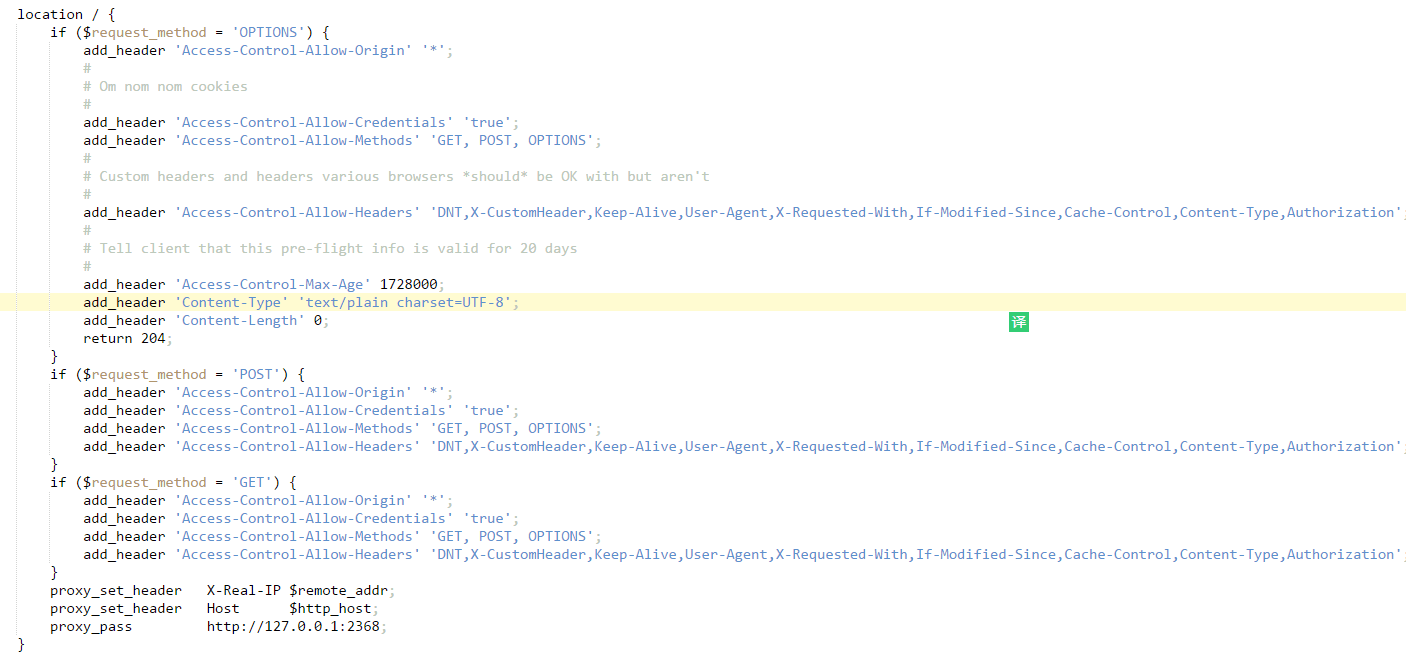 location / {
    if ($request_method = 'OPTIONS') {
        add_header 'Access-Control-Allow-Origin' '*';
        #
        # Om nom nom cookies
        #
        add_header 'Access-Control-Allow-Credentials' 'true';
        add_header 'Access-Control-Allow-Methods' 'GET, POST, OPTIONS';
        #
        # Custom headers and headers various browsers *should* be OK with but aren't
        #
        add_header 'Access-Control-Allow-Headers' 'DNT,X-CustomHeader,Keep-Alive,User-Agent,X-Requested-With,If-Modified-Since,Cache-Control,Content-Type,Authorization';
        #
        # Tell client that this pre-flight info is valid for 20 days
        #
        add_header 'Access-Control-Max-Age' 1728000;
        add_header 'Content-Type' 'text/plain charset=UTF-8';
        add_header 'Content-Length' 0;
译
        return 204;
    }
    if ($request_method = 'POST') {
        add_header 'Access-Control-Allow-Origin' '*';
        add_header 'Access-Control-Allow-Credentials' 'true';
        add_header 'Access-Control-Allow-Methods' 'GET, POST, OPTIONS';
        add_header 'Access-Control-Allow-Headers' 'DNT,X-CustomHeader,Keep-Alive,User-Agent,X-Requested-With,If-Modified-Since,Cache-Control,Content-Type,Authorization';
    }
    if ($request_method = 'GET') {
        add_header 'Access-Control-Allow-Origin' '*';
        add_header 'Access-Control-Allow-Credentials' 'true';
        add_header 'Access-Control-Allow-Methods' 'GET, POST, OPTIONS';
        add_header 'Access-Control-Allow-Headers' 'DNT,X-CustomHeader,Keep-Alive,User-Agent,X-Requested-With,If-Modified-Since,Cache-Control,Content-Type,Authorization';
    }
    proxy_set_header   X-Real-IP $remote_addr;
    proxy_set_header   Host      $http_host;
    proxy_pass         http://127.0.0.1:2368;
}